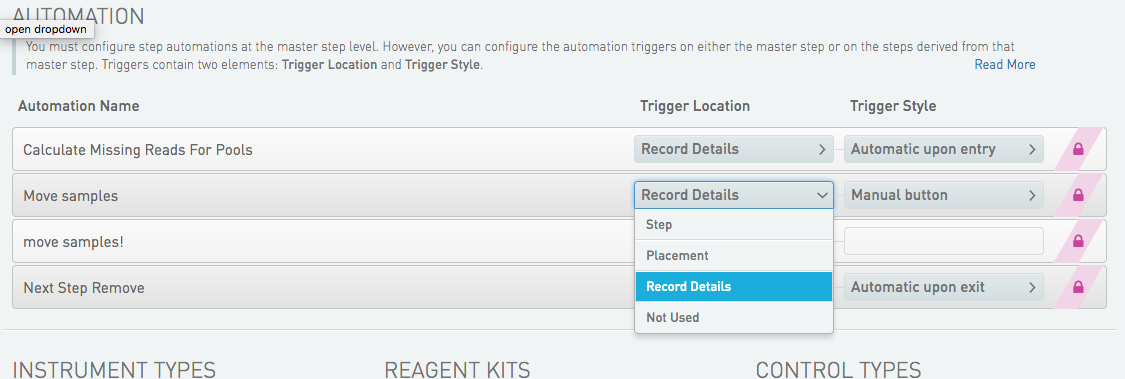 AUTOMATION
open dropdown
You must configure step automations at the master step level. However, you can configure the automation triggers on either the master step or on the steps derived from that
master step. Triggers contain two elements: Trigger Location and Trigger Style.
Read More
Automation Name
Trigger Location
Trigger Style
Calculate Missing Reads For Pools
Record Details
Automatic upon entry
Move samples
Record Details
Manual button
Step
move samples!
Placement
Record Details
Next Step Remove
Automatic upon exit
Not Used
INSTRUMENT TYPES
REAGENT KITS
CONTROL TYPES